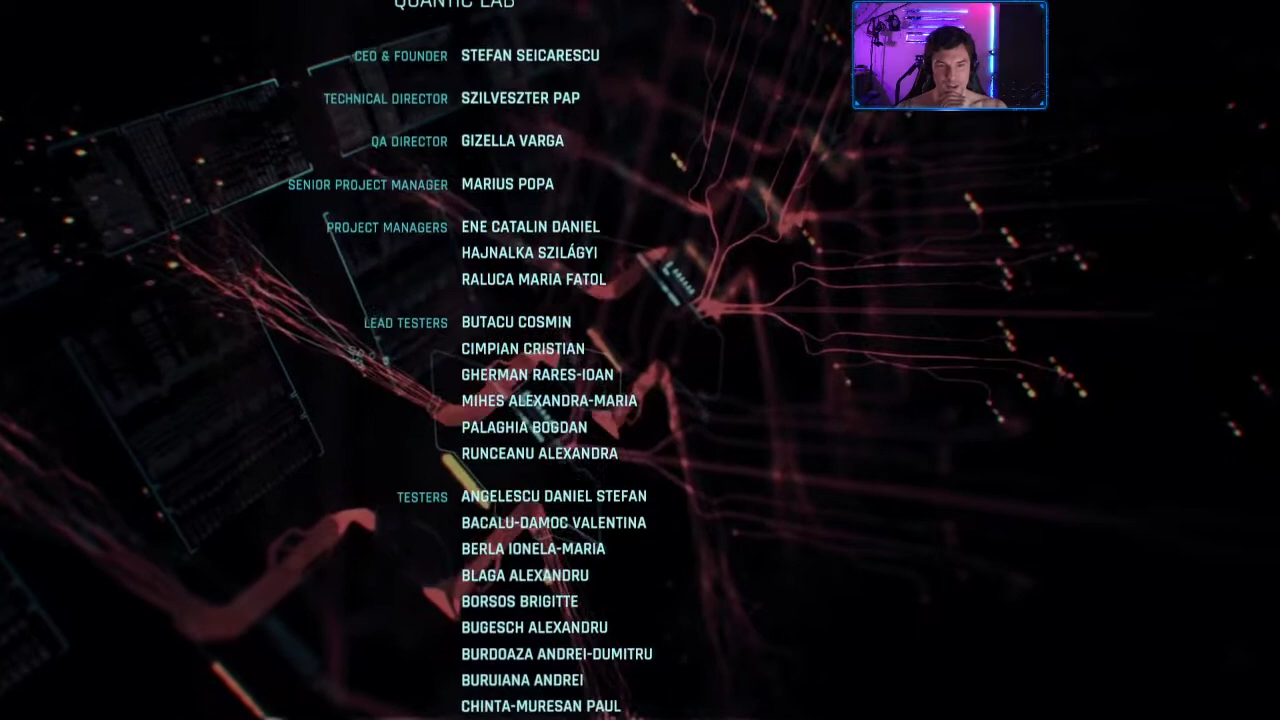 QUANTIC LAB
CEO & FOUNDER STEFAN SEICARESCU
TECHNICAL DIRECTOR SZILVESZTER PAP
QA DIRECTOR GIZELLA VARGA
SENIOR PROJECT MANAGER MARIUS POPA
PROJECT MANAGERS ENE CATALIN DANIEL
HAJNALKA SZILÁGYI
RALUCA MARIA FATOL
LEAD TESTERS BUTACU COSMIN
CIMPIAN CRISTIAN
GHERMAN RARES-IOAN
MIHES ALEXANDRA-MARIA
PALAGHIA BOGDAN
RUNCEANU ALEXANDRA
TESTERS ANGELESCU DANIEL STEFAN
BACALU-DAMOC VALENTINA
BERLA IONELA-MARIA
BLAGA ALEXANDRU
BORSOS BRIGITTE
BUGESCH ALEXANDRU
BURDOAZA ANDREI-DUMITRU
BURUIANA ANDREI
CHINTA-MURESAN PAUL